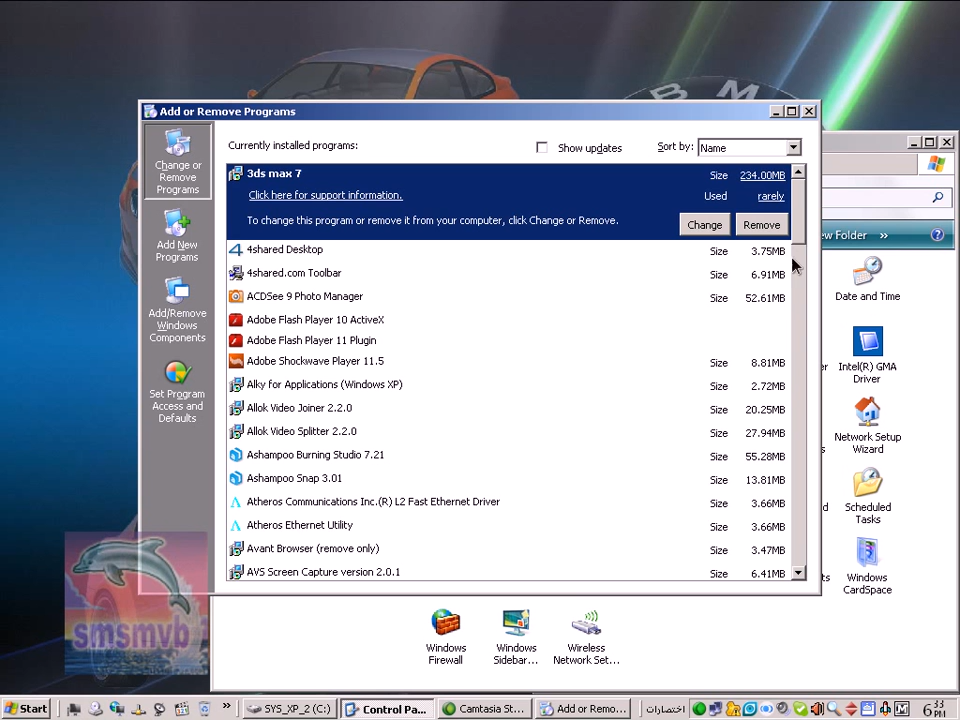 B M
Add or Remove Programs
Change or
Remove
Programs
Add New
Programs
Add/Remove
Windows
Components
Set Program
Access and
Defaults
Currently installed programs:
Show updates
Sort by:
Name
3ds max 7
Size 234.00MB
Click here for support information.
Used rarely
To change this program or remove it from your computer, click Change or Remove.
Change
Remove
4shared Desktop Size 3.75MB
4shared.com Toolbar Size 6.91MB
ACDSee 9 Photo Manager Size 52.61MB
Adobe Flash Player 10 ActiveX
Adobe Flash Player 11 Plugin
Adobe Shockwave Player 11.5 Size 8.81MB
Alky for Applications (Windows XP) Size 2.72MB
Allok Video Joiner 2.2.0 Size 20.25MB
Allok Video Splitter 2.2.0 Size 27.94MB
Ashampoo Burning Studio 7.21 Size 55.28MB
Ashampoo Snap 3.01 Size 13.81MB
Atheros Communications Inc.(R) L2 Fast Ethernet Driver Size 3.66MB
Atheros Ethernet Utility Size 3.66MB
Avant Browser (remove only) Size 3.47MB
AVS Screen Capture version 2.0.1 Size 6.41MB
Folder »
Date and Time
Intel(R) GMA
Driver
Network Setup
Wizard
Scheduled
Tasks
Windows
CardSpace
Windows
Firewall
Windows
Sidebar...
Wireless
Network Set...
smsmvb
Start
»
SYS_XP_2 (C:)
Control Pa...
Camtasia St...
Add or Remo...
اختصارات
6:33
PM